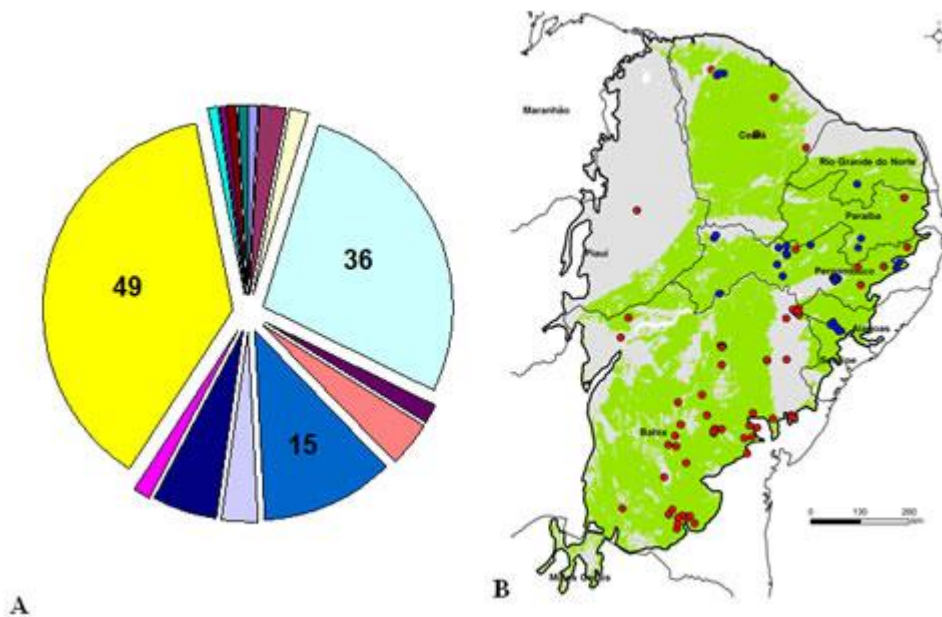 49
36
15
A
Maranhão
Ceará
Rio Grande do Norte
Paraíba
Piauí
Pernambuco
Alagoas
Sergipe
Bahia
Minas Gerais
0 130 260
km
B